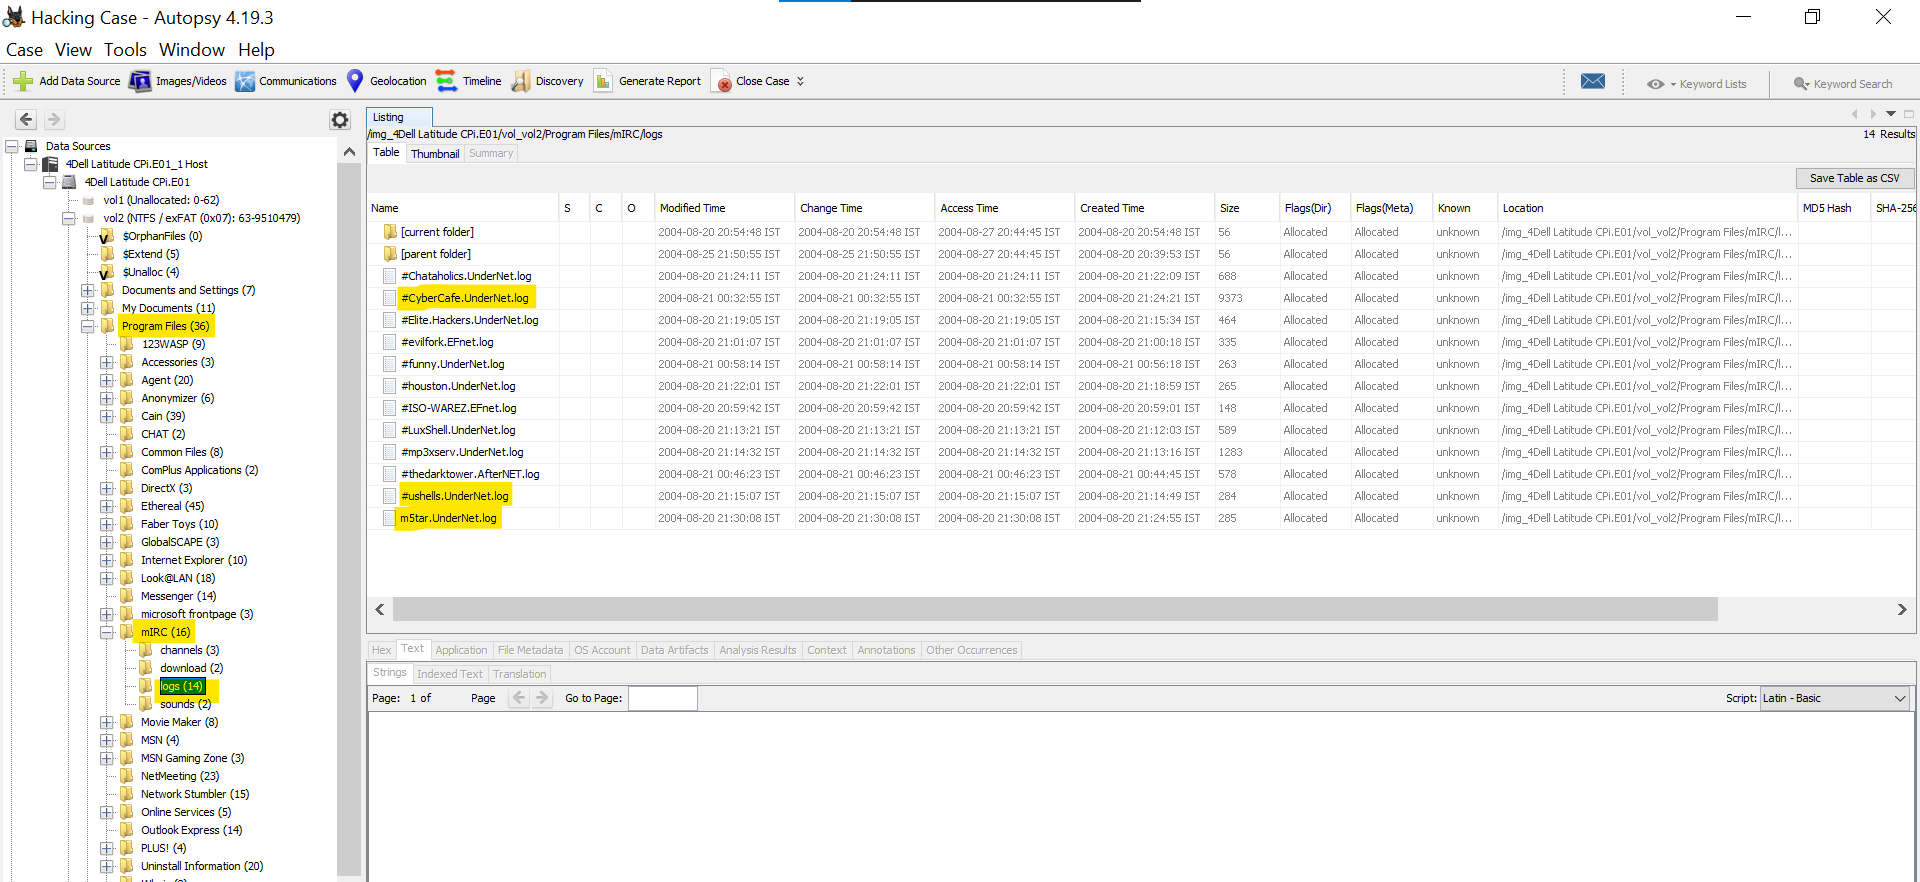 Hacking Case - Autopsy 4.19.3
Case View Tools Window Help
Add Data Source Images/Videos Communications Geolocation Timeline Discovery Generate Report Close Case Keyword Lists Keyword Search
Data Sources
4Dell Latitude CPi.E01_1 Host
4Dell Latitude CPi.E01
vol1 (Unallocated: 0-62)
vol2 (NTFS / exFAT (0x07): 63-9510479)
$OrphanFiles (0)
$Extend (5)
$Unalloc (4)
Documents and Settings (7)
My Documents (11)
Program Files (36)
123WASP (9)
Accessories (3)
Agent (20)
Anonymizer (6)
Cain (39)
CHAT (2)
Common Files (8)
ComPlus Applications (2)
DirectX (3)
Ethereal (45)
Faber Toys (10)
GlobalSCAPE (3)
Internet Explorer (10)
Look@LAN (18)
Messenger (14)
microsoft frontpage (3)
mIRC (16)
channels (3)
download (2)
logs (14)
sounds (2)
Movie Maker (8)
MSN (4)
MSN Gaming Zone (3)
NetMeeting (23)
Network Stumbler (15)
Online Services (5)
Outlook Express (14)
PLUS! (4)
Uninstall Information (20)
Listing
/img_4Dell Latitude CPi.E01/vol_vol2/Program Files/mIRC/logs
14 Results
Table Thumbnail Summary
Save Table as CSV
Name S C O Modified Time Change Time Access Time Created Time Size Flags(Dir) Flags(Meta) Known Location MD5 Hash SHA-256
[current folder] 2004-08-20 20:54:48 IST 2004-08-20 20:54:48 IST 2004-08-27 20:44:45 IST 2004-08-20 20:54:48 IST 56 Allocated Allocated unknown /img_4Dell Latitude CPi.E01/vol_vol2/Program Files/mIRC/l...
[parent folder] 2004-08-25 21:50:55 IST 2004-08-25 21:50:55 IST 2004-08-27 20:44:45 IST 2004-08-20 20:39:53 IST 56 Allocated Allocated unknown /img_4Dell Latitude CPi.E01/vol_vol2/Program Files/mIRC/l...
#Chataholics.UnderNet.log 2004-08-20 21:24:11 IST 2004-08-20 21:24:11 IST 2004-08-20 21:24:11 IST 2004-08-20 21:22:09 IST 688 Allocated Allocated unknown /img_4Dell Latitude CPi.E01/vol_vol2/Program Files/mIRC/l...
#CyberCafe.UnderNet.log 2004-08-21 00:32:55 IST 2004-08-21 00:32:55 IST 2004-08-21 00:32:55 IST 2004-08-20 21:24:21 IST 9373 Allocated Allocated unknown /img_4Dell Latitude CPi.E01/vol_vol2/Program Files/mIRC/l...
#Elite.Hackers.UnderNet.log 2004-08-20 21:19:05 IST 2004-08-20 21:19:05 IST 2004-08-20 21:19:05 IST 2004-08-20 21:15:34 IST 464 Allocated Allocated unknown /img_4Dell Latitude CPi.E01/vol_vol2/Program Files/mIRC/l...
#evilfork.EFnet.log 2004-08-20 21:01:07 IST 2004-08-20 21:01:07 IST 2004-08-20 21:01:07 IST 2004-08-20 21:00:18 IST 335 Allocated Allocated unknown /img_4Dell Latitude CPi.E01/vol_vol2/Program Files/mIRC/l...
#funny.UnderNet.log 2004-08-21 00:58:14 IST 2004-08-21 00:58:14 IST 2004-08-21 00:58:14 IST 2004-08-21 00:56:18 IST 263 Allocated Allocated unknown /img_4Dell Latitude CPi.E01/vol_vol2/Program Files/mIRC/l...
#houston.UnderNet.log 2004-08-20 21:22:01 IST 2004-08-20 21:22:01 IST 2004-08-20 21:22:01 IST 2004-08-20 21:18:59 IST 265 Allocated Allocated unknown /img_4Dell Latitude CPi.E01/vol_vol2/Program Files/mIRC/l...
#ISO-WAREZ.EFnet.log 2004-08-20 20:59:42 IST 2004-08-20 20:59:42 IST 2004-08-20 20:59:42 IST 2004-08-20 20:59:01 IST 148 Allocated Allocated unknown /img_4Dell Latitude CPi.E01/vol_vol2/Program Files/mIRC/l...
#LuxShell.UnderNet.log 2004-08-20 21:13:21 IST 2004-08-20 21:13:21 IST 2004-08-20 21:13:21 IST 2004-08-20 21:12:03 IST 589 Allocated Allocated unknown /img_4Dell Latitude CPi.E01/vol_vol2/Program Files/mIRC/l...
#mp3xserv.UnderNet.log 2004-08-20 21:14:32 IST 2004-08-20 21:14:32 IST 2004-08-20 21:14:32 IST 2004-08-20 21:13:16 IST 1283 Allocated Allocated unknown /img_4Dell Latitude CPi.E01/vol_vol2/Program Files/mIRC/l...
#thedarktower.AfterNET.log 2004-08-21 00:46:23 IST 2004-08-21 00:46:23 IST 2004-08-21 00:46:23 IST 2004-08-21 00:44:45 IST 578 Allocated Allocated unknown /img_4Dell Latitude CPi.E01/vol_vol2/Program Files/mIRC/l...
#ushells.UnderNet.log 2004-08-20 21:15:07 IST 2004-08-20 21:15:07 IST 2004-08-20 21:15:07 IST 2004-08-20 21:14:49 IST 284 Allocated Allocated unknown /img_4Dell Latitude CPi.E01/vol_vol2/Program Files/mIRC/l...
m5tar.UnderNet.log 2004-08-20 21:30:08 IST 2004-08-20 21:30:08 IST 2004-08-20 21:30:08 IST 2004-08-20 21:24:55 IST 285 Allocated Allocated unknown /img_4Dell Latitude CPi.E01/vol_vol2/Program Files/mIRC/l...
Hex Text Application File Metadata OS Account Data Artifacts Analysis Results Context Annotations Other Occurrences
Strings Indexed Text Translation
Page: 1 of Page Go to Page: Script: Latin - Basic